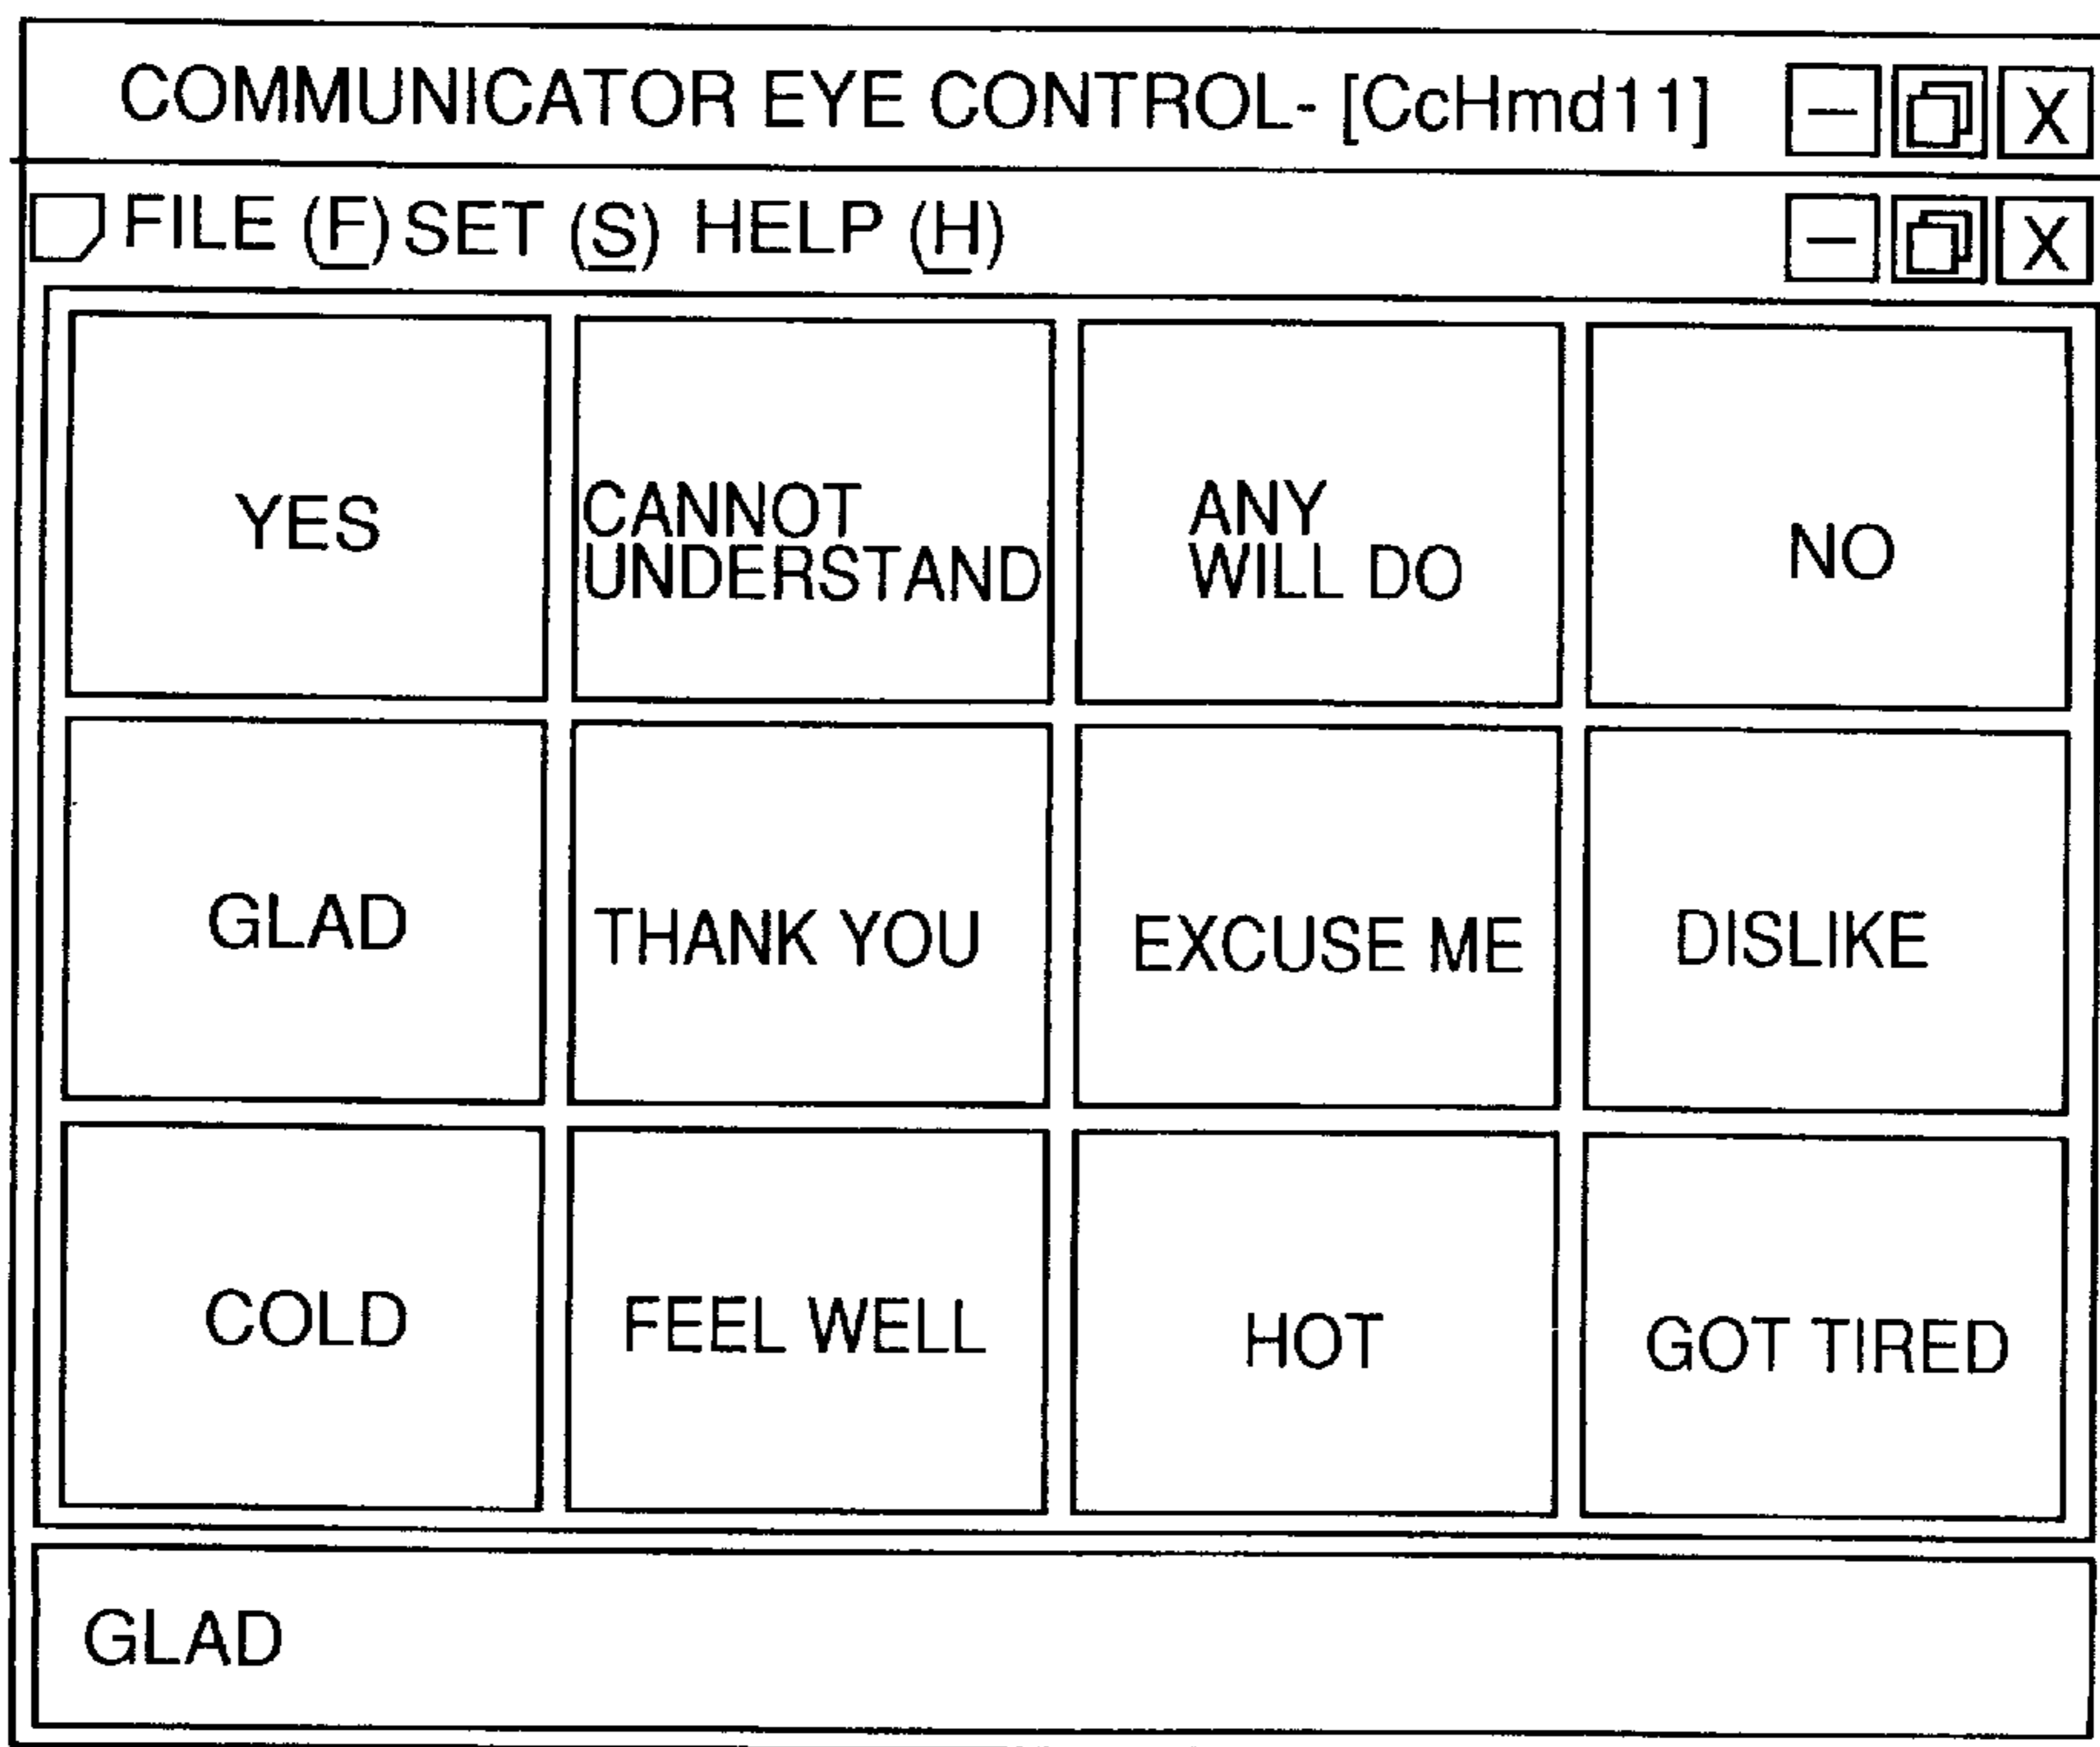 COMMUNICATOR EYE CONTROL- [CcHmd11]
FILE (F) SET (S) HELP (H)
YES
CANNOT
UNDERSTAND
ANY
WILL DO
NO
GLAD
THANK YOU
EXCUSE ME
DISLIKE
COLD
FEEL WELL
HOT
GOT TIRED
GLAD